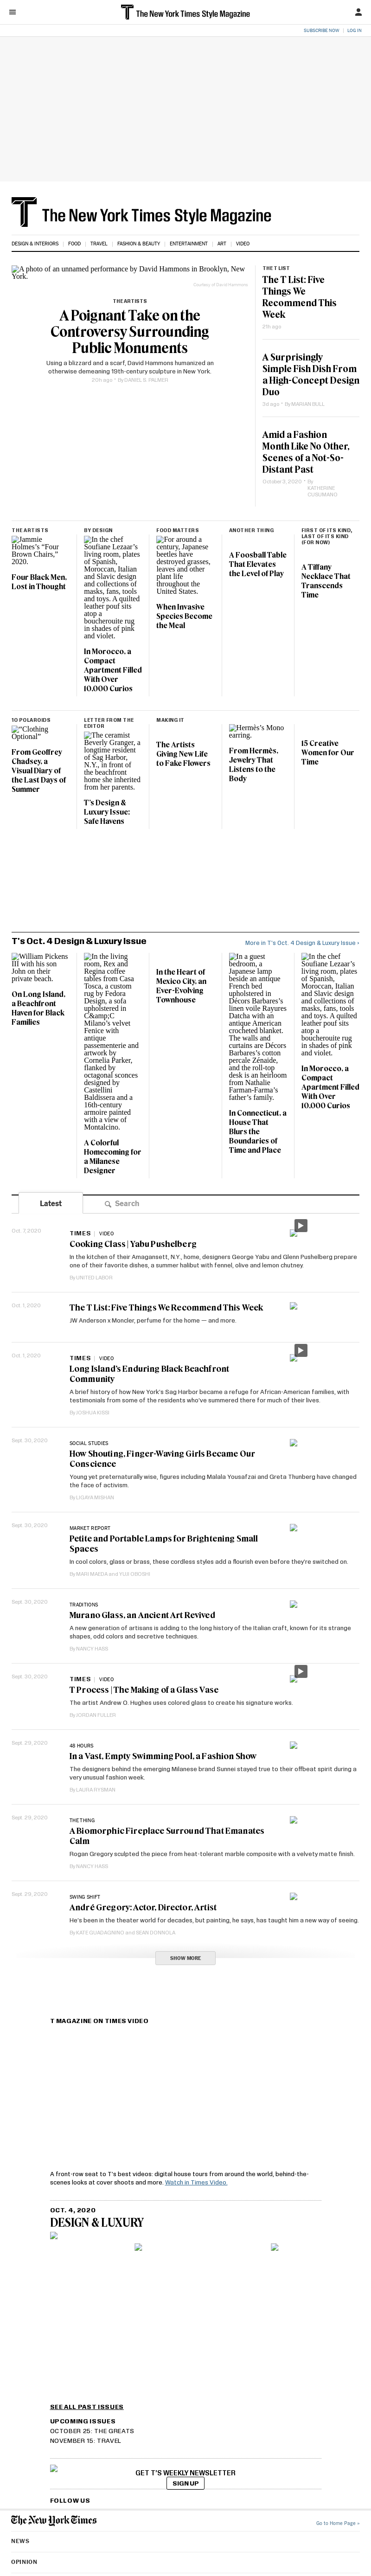 The New York Times Style Magazine
SUBSCRIBE NOW
LOG IN
The New York Times Style Magazine
DESIGN & INTERIORS
FOOD
TRAVEL
FASHION & BEAUTY
ENTERTAINMENT
ART
VIDEO
A photo of an unnamed performance by David Hammons in Brooklyn, New
York.
Courtesy of David Hammons
THE ARTISTS
A Poignant Take on the
Controversy Surrounding
Public Monuments
Using a blizzard and a scarf, David Hammons humanized an
otherwise demeaning 19th-century sculpture in New York.
20h ago
By DANIEL S. PALMER
THE T LIST
The T List: Five
Things We
Recommend This
Week
21h ago
A Surprisingly
Simple Fish Dish From
a High-Concept Design
Duo
3d ago
By MARIAN BULL
Amid a Fashion
Month Like No Other,
Scenes of a Not-So-
Distant Past
October 2, 2020
By
KATHERINE
CUSUMANO
THE ARTISTS
Jammie
Holmes's "Four
Brown Chairs,"
2020.
Four Black Men,
Lost in Thought
BY DESIGN
In the chef
Soufiane Lezaar's
living room, plates
of Spanish,
Moroccan, Italian
and Slavic design
and collections of
masks, fans, tools
and toys. A quilted
leather pouf sits
atop a
boucherouite rug
in shades of pink
and violet.
In Morocco, a
Compact
Apartment Filled
With Over
10,000 Curios
FOOD MATTERS
For around a
century, Japanese
beetles have
destroyed grasses,
leaves and other
plant life
throughout the
United States.
When Invasive
Species Become
the Meal
ANOTHER THING
A Foosball Table
That Elevates
the Level of Play
FIRST OF ITS KIND,
LAST OF ITS KIND
(FOR NOW)
A Tiffany
Necklace That
Transcends
Time
10 POLAROIDS
"Clothing
Optional"
From Geoffrey
Chadsey, a
Visual Diary of
the Last Days of
Summer
LETTER FROM THE
EDITOR
The ceramist
Beverly Granger, a
longtime resident
of Sag Harbor,
N.Y., in front of
the beachfront
home she inherited
from her parents.
T's Design &
Luxury Issue:
Safe Havens
MAKING IT
The Artists
Giving New Life
to Fake Flowers
Hermès's Mono
earring.
From Hermès,
Jewelry That
Listens to the
Body
15 Creative
Women for Our
Time
T's Oct. 4 Design & Luxury Issue
More in T's Oct. 4 Design & Luxury Issue »
William Pickens
III with his son
John on their
private beach.
On Long Island,
a Beachfront
Haven for Black
Families
In the living
room, Rex and
Regina coffee
tables from Casa
Tosca, a custom
rug by French
Design, a sofa
upholstered in
C&amp;C
Milano's velvet
Fenice with
antique
passementerie and
artwork by
Cornelia Parker,
flanked by
octagonal sconces
designed by
Casellini
Baldissera and a
16th-century
armoire painted
with a view of
Montalcino.
A Colorful
Homecoming for
a Milanese
Designer
In the Heart of
Mexico City, an
Ever-Evolving
Townhouse
In a guest
bedroom, a
Japanese lamp
beside an antique
French bed
upholstered in
Décors Barbares's
linen voile Rayures
Datcha with an
antique American
crocheted blanket.
The walls and
curtains are Décors
Barbares's cotton
percale Zénaïde,
and the roll-top
desk is an heirloom
from Nathalie
Farman-Farma's
father's family.
In Connecticut, a
House That
Blurs the
Boundaries of
Time and Place
In the chef
Soufiane Lezaar's
living room, plates
of Spanish,
Moroccan, Italian
and Slavic design
and collections of
masks, fans, tools
and toys. A quilted
leather pouf sits
atop a
boucherouite rug
in shades of pink
and violet.
In Morocco, a
Compact
Apartment Filled
With Over
10,000 Curios
Latest
Search
Oct. 7, 2020
TIMES VIDEO
Cooking Class | Yabu Pushelberg
In the kitchen of their Amagansett, N.Y., home, designers George Yabu and Glenn Pushelberg prepare
one of their favorite dishes, a summer halibut with fennel, olive and lemon chutney.
By UNITED LABOR
Oct. 1, 2020
The T List: Five Things We Recommend This Week
JW Anderson x Moncler, perfume for the home — and more.
Oct. 1, 2020
TIMES VIDEO
Long Island's Enduring Black Beachfront
Community
A brief history of how New York's Sag Harbor became a refuge for African-American families, with
testimonials from some of the residents who've summered there for much of their lives.
By JOSHUA KISSI
Sept. 30, 2020
SOCIAL STUDIES
How Shouting, Finger-Waving Girls Became Our
Conscience
Young yet preternaturally wise, figures including Malala Yousafzai and Greta Thunberg have changed
the face of activism.
By LIGAYA MISHAN
Sept. 30, 2020
MARKET REPORT
Petite and Portable Lamps for Brightening Small
Spaces
In cool colors, glass or brass, these cordless styles add a flourish even before they're switched on.
By MARI MAEDA and YUJI OBOSHI
Sept. 30, 2020
TRADITIONS
Murano Glass, an Ancient Art Revived
A new generation of artisans is adding to the long history of the Italian craft, known for its strange
shapes, odd colors and secretive techniques.
By NANCY HASS
Sept. 30, 2020
TIMES VIDEO
T Process | The Making of a Glass Vase
The artist Andrew O. Hughes uses colored glass to create his signature works.
By JORDAN FULLER
Sept. 29, 2020
48 HOURS
In a Vast, Empty Swimming Pool, a Fashion Show
The designers behind the emerging Milanese brand Sunnei stayed true to their offbeat spirit during a
very unusual fashion week.
By LAURA RYSMAN
Sept. 29, 2020
THE THING
A Biomorphic Fireplace Surround That Emanates
Calm
Rogan Gregory sculpted the piece from heat-tolerant marble composite with a velvety matte finish.
By NANCY HASS
Sept. 29, 2020
SWING SHIFT
André Gregory: Actor, Director, Artist
He's been in the theater world for decades, but painting, he says, has taught him a new way of seeing.
By KATE GUADAGNINO and SEAN DONNOLA
SHOW MORE
T MAGAZINE ON TIMES VIDEO
A front-row seat to T's best videos: digital house tours from around the world, behind-the-
scenes looks at cover shoots and more. Watch in Times Video.
OCT. 4, 2020
DESIGN & LUXURY
SEE ALL PAST ISSUES
UPCOMING ISSUES
OCTOBER 25: THE GREATS
NOVEMBER 15: TRAVEL
GET T'S WEEKLY NEWSLETTER
SIGN UP
FOLLOW US
The New York Times
Go to Home Page »
NEWS
OPINION